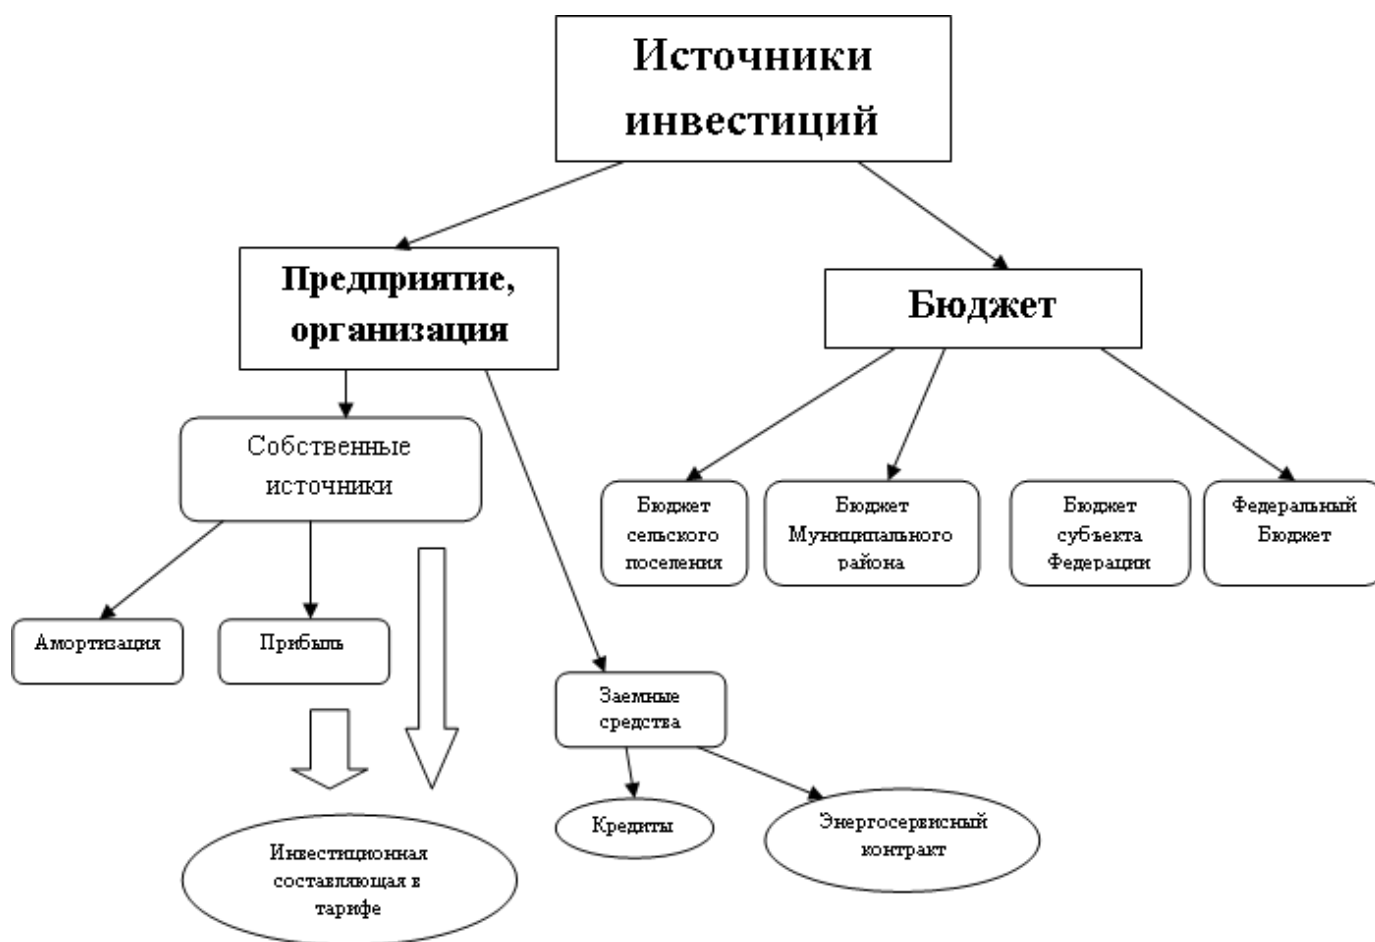 Источники
инвестиций
Предприятие,
организация
Бюджет
Собственные
источники
Бюджет
сельского
поселения
Бюджет
Муниципального
района
Бюджет
субъекта
Федерации
Федеральный
Бюджет
Амортизация
Прибыль
Заемные
средства
Кредиты
Энергосервисный
контракт
Инвестиционная
составляющая в
тарифе